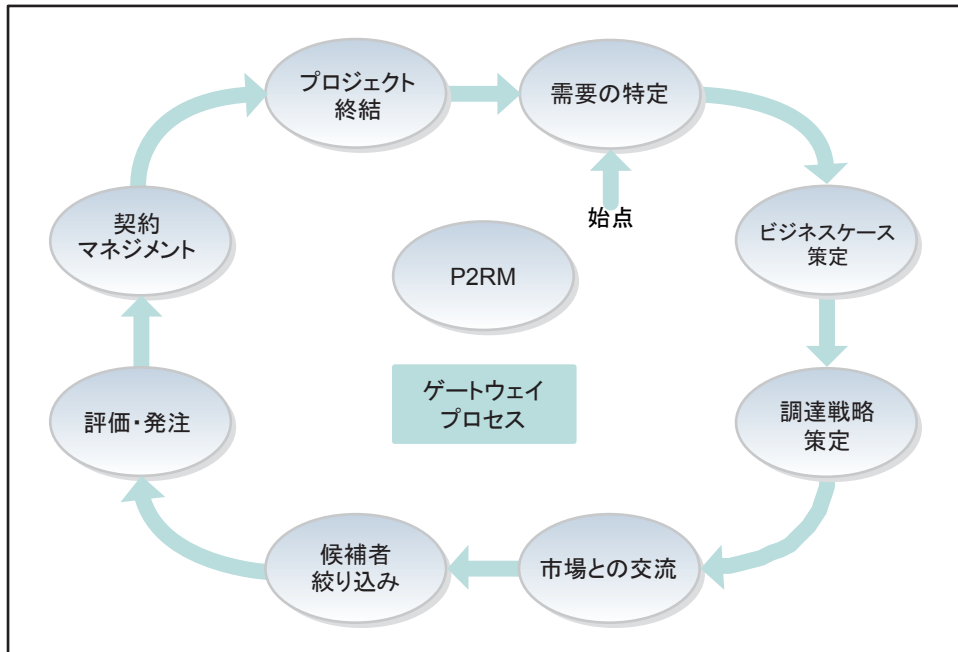 プロジェクト
終結
需要の特定
始点
契約
マネジメント
ビジネスケース
策定
P2RM
ゲートウェイ
プロセス
評価・発注
調達戦略
策定
候補者
絞り込み
市場との交流